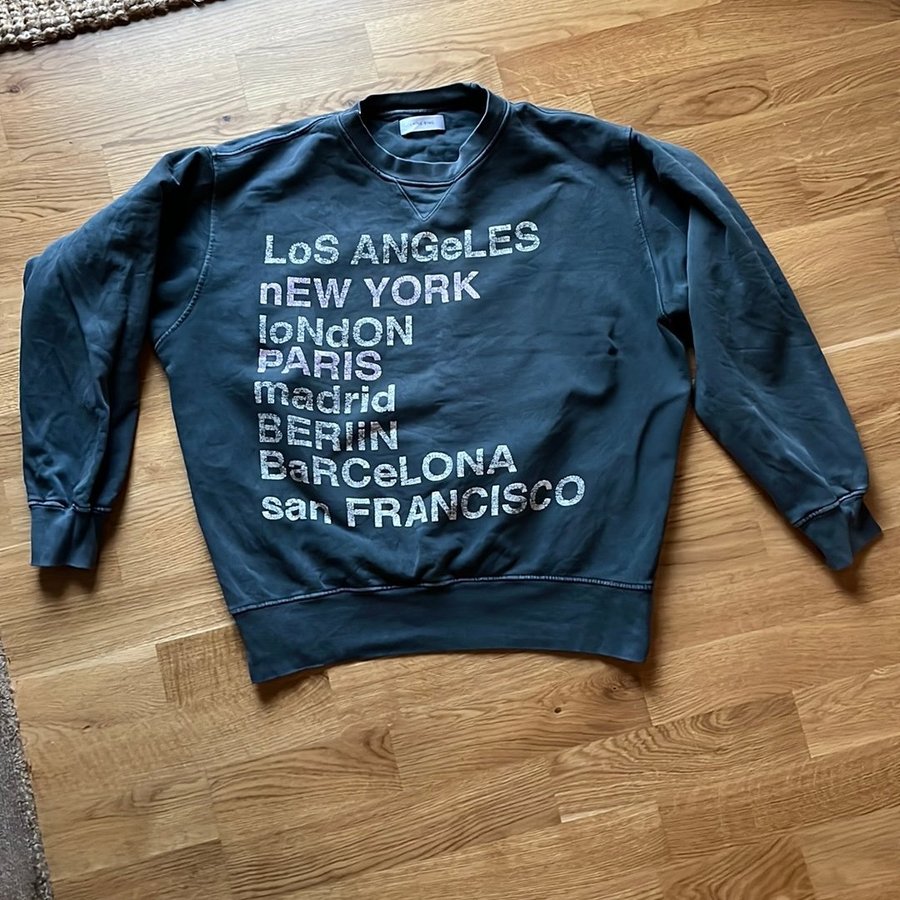 LoS ANGeLES
nEW YORK
loNdON
PARIS
madrid
BERlIN
BaRCeLONA
san FRANCISCO